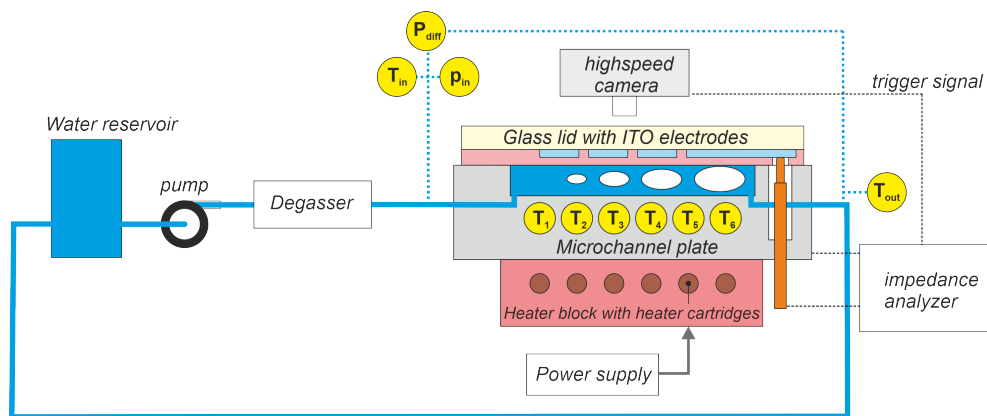 Pdiff
Tin
pin
highspeed
camera
trigger signal
Water reservoir
Glass lid with ITO electrodes
pump
Degasser
Tout
T1 T2 T3 T4 T5 T6
Microchannel plate
impedance
analyzer
Heater block with heater cartridges
Power supply